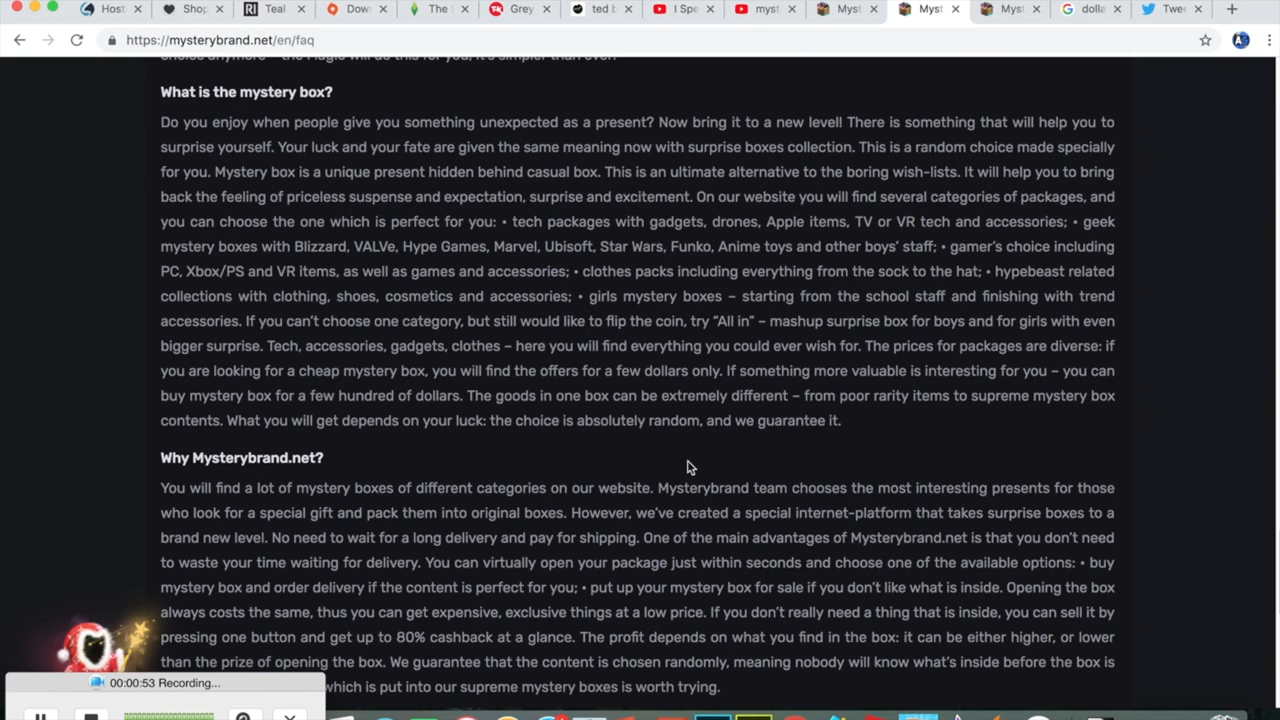 Host
Shop
Teal
Dow
The S
Grey
ted b
I Spe
myst
Myst
Myst
Myst
dolla
Twee
https://mysterybrand.net/en/faq
choice anymore – the Magic will do this for you, it's simpler than ever!
What is the mystery box?
Do you enjoy when people give you something unexpected as a present? Now bring it to a new level! There is something that will help you to
surprise yourself. Your luck and your fate are given the same meaning now with surprise boxes collection. This is a random choice made specially
for you. Mystery box is a unique present hidden behind casual box. This is an ultimate alternative to the boring wish-lists. It will help you to bring
back the feeling of priceless suspense and expectation, surprise and excitement. On our website you will find several categories of packages, and
you can choose the one which is perfect for you: • tech packages with gadgets, drones, Apple items, TV or VR tech and accessories; • geek
mystery boxes with Blizzard, VALVe, Hype Games, Marvel, Ubisoft, Star Wars, Funko, Anime toys and other boys' staff; • gamer's choice including
PC, Xbox/PS and VR items, as well as games and accessories; • clothes packs including everything from the sock to the hat; • hypebeast related
collections with clothing, shoes, cosmetics and accessories; • girls mystery boxes – starting from the school staff and finishing with trend
accessories. If you can't choose one category, but still would like to flip the coin, try "All in" – mashup surprise box for boys and for girls with even
bigger surprise. Tech, accessories, gadgets, clothes – here you will find everything you could ever wish for. The prices for packages are diverse: if
you are looking for a cheap mystery box, you will find the offers for a few dollars only. If something more valuable is interesting for you – you can
buy mystery box for a few hundred of dollars. The goods in one box can be extremely different – from poor rarity items to supreme mystery box
contents. What you will get depends on your luck: the choice is absolutely random, and we guarantee it.
Why Mysterybrand.net?
You will find a lot of mystery boxes of different categories on our website. Mysterybrand team chooses the most interesting presents for those
who look for a special gift and pack them into original boxes. However, we've created a special internet-platform that takes surprise boxes to a
brand new level. No need to wait for a long delivery and pay for shipping. One of the main advantages of Mysterybrand.net is that you don't need
to waste your time waiting for delivery. You can virtually open your package just within seconds and choose one of the available options: • buy
mystery box and order delivery if the content is perfect for you; • put up your mystery box for sale if you don't like what is inside. Opening the box
always costs the same, thus you can get expensive, exclusive things at a low price. If you don't really need a thing that is inside, you can sell it by
pressing one button and get up to 80% cashback at a glance. The profit depends on what you find in the box: it can be either higher, or lower
than the prize of opening the box. We guarantee that the content is chosen randomly, meaning nobody will know what's inside before the box is
which is put into our supreme mystery boxes is worth trying.
00:00:53 Recording...